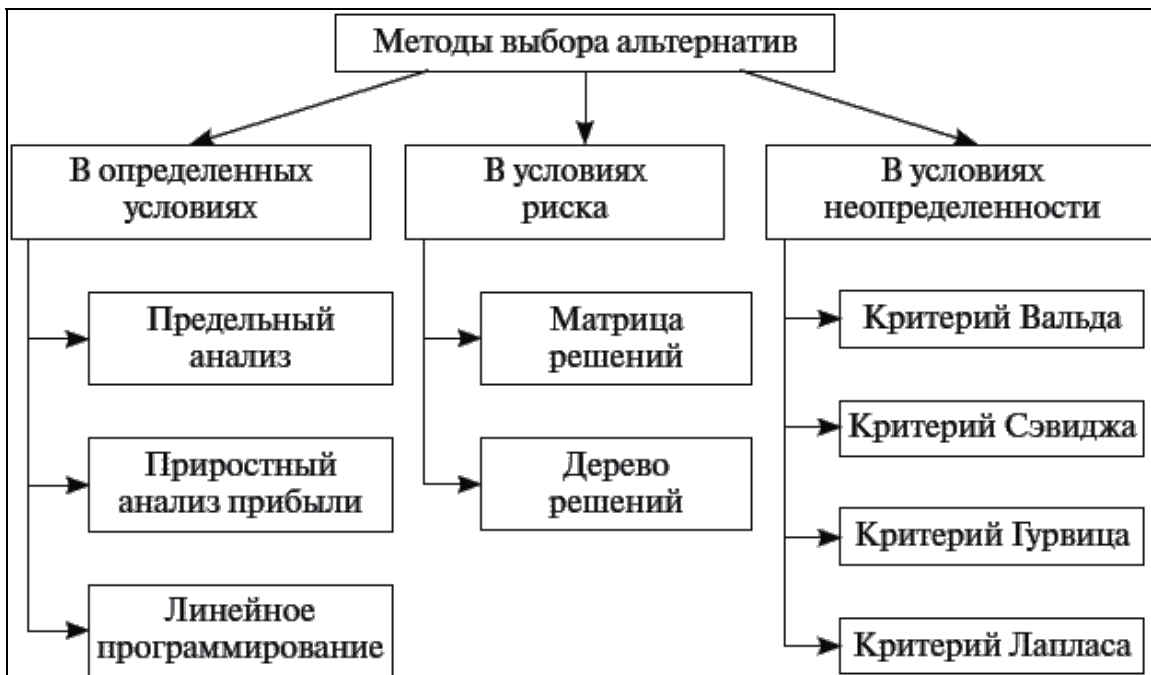 Методы выбора альтернатив
В определенных
условиях
В условиях
риска
В условиях
неопределенности
Предельный
анализ
Приростный
анализ прибыли
Линейное
программирование
Матрица
решений
Дерево
решений
Критерий Вальда
Критерий Сэвиджа
Критерий Гурвица
Критерий Лапласа